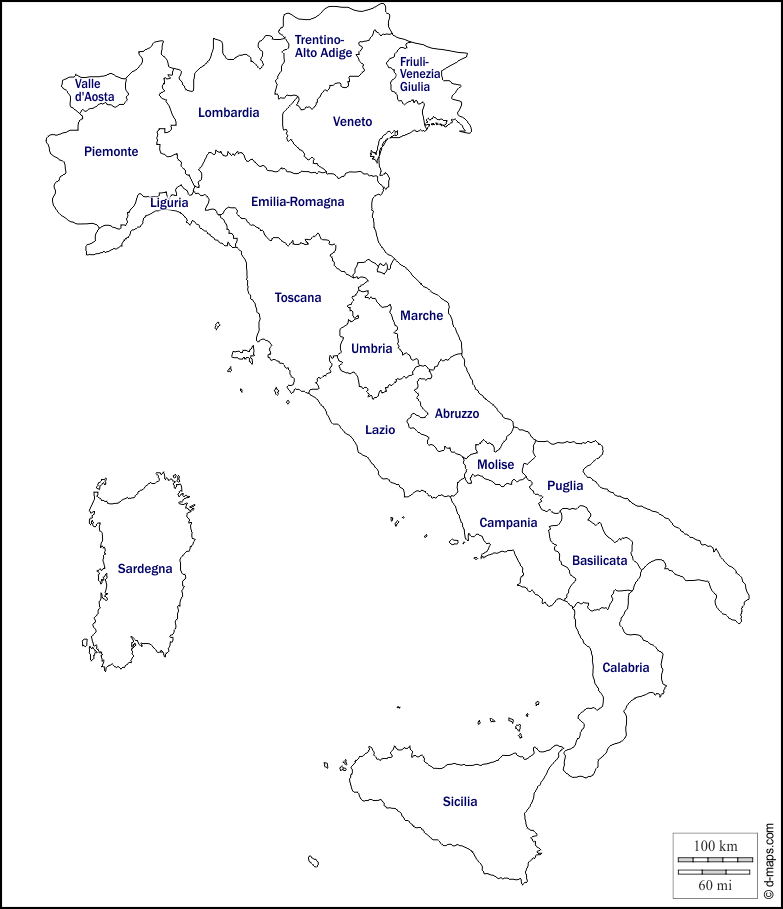 Trentino-
Alto Adige
Friuli-
Venezia
Giulia
Valle
d'Aosta
Lombardia
Veneto
Piemonte
Liguria
Emilia-Romagna
Toscana
Marche
Umbria
Abruzzo
Lazio
Molise
Puglia
Campania
Basilicata
Sardegna
Calabria
Sicilia
100 km
60 mi
© d-maps.com